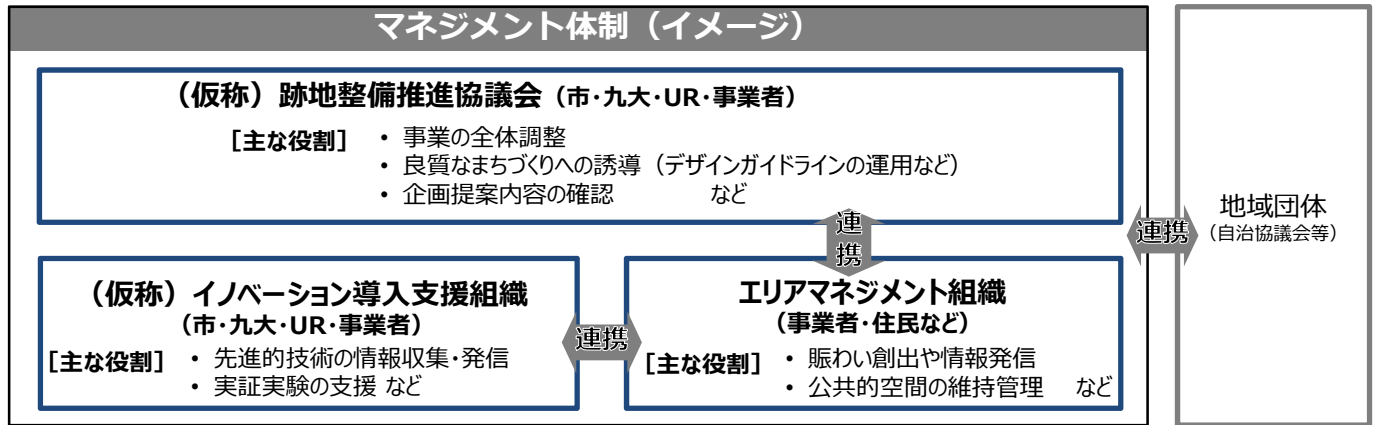 マネジメント体制（イメージ）
（仮称）跡地整備推進協議会（市・九大・UR・事業者）
［主な役割］ • 事業の全体調整
• 良質なまちづくりへの誘導（デザインガイドラインの運用など）
• 企画提案内容の確認 など
連携
連携
地域団体
（自治協議会等）
（仮称）イノベーション導入支援組織
（市・九大・UR・事業者）
［主な役割］ • 先進的技術の情報収集・発信
• 実証実験の支援 など
連携
エリアマネジメント組織
（事業者・住民など）
［主な役割］ • 賑わい創出や情報発信
• 公共的空間の維持管理 など